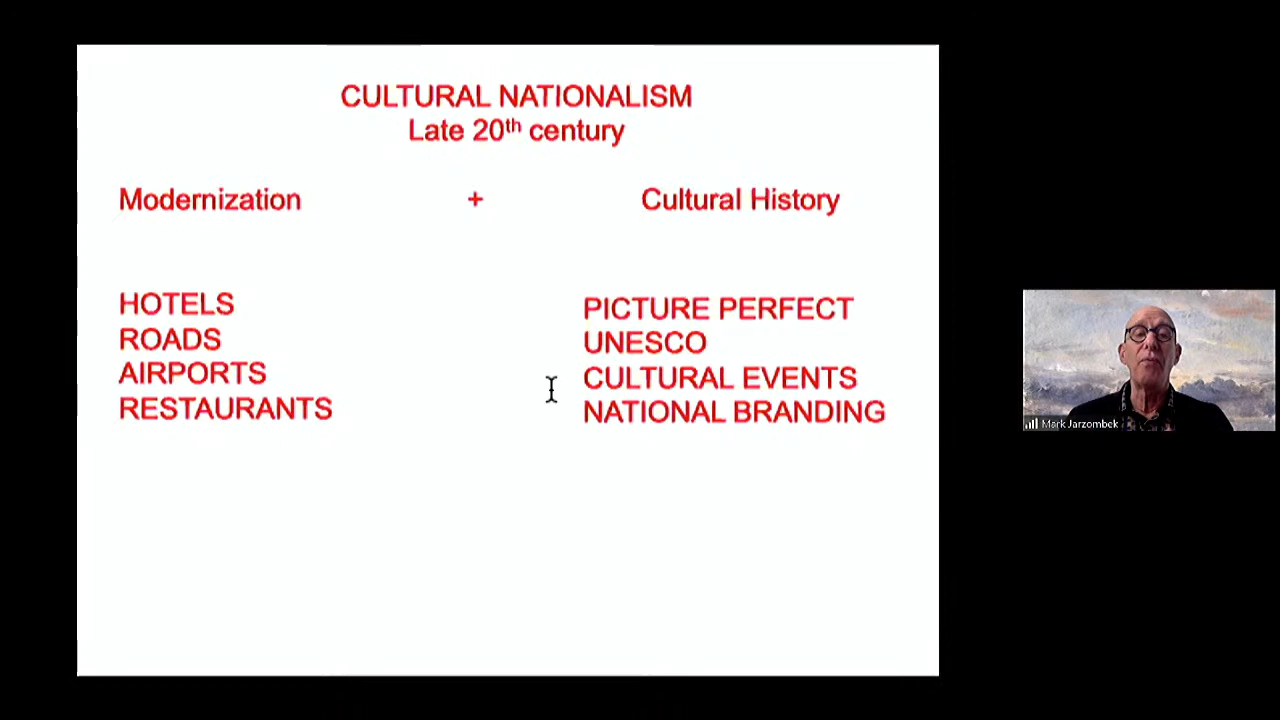 CULTURAL NATIONALISM
Late 20th century
Modernization + Cultural History
HOTELS
ROADS
AIRPORTS
RESTAURANTS
PICTURE PERFECT
UNESCO
CULTURAL EVENTS
NATIONAL BRANDING
Mark Jarzombek